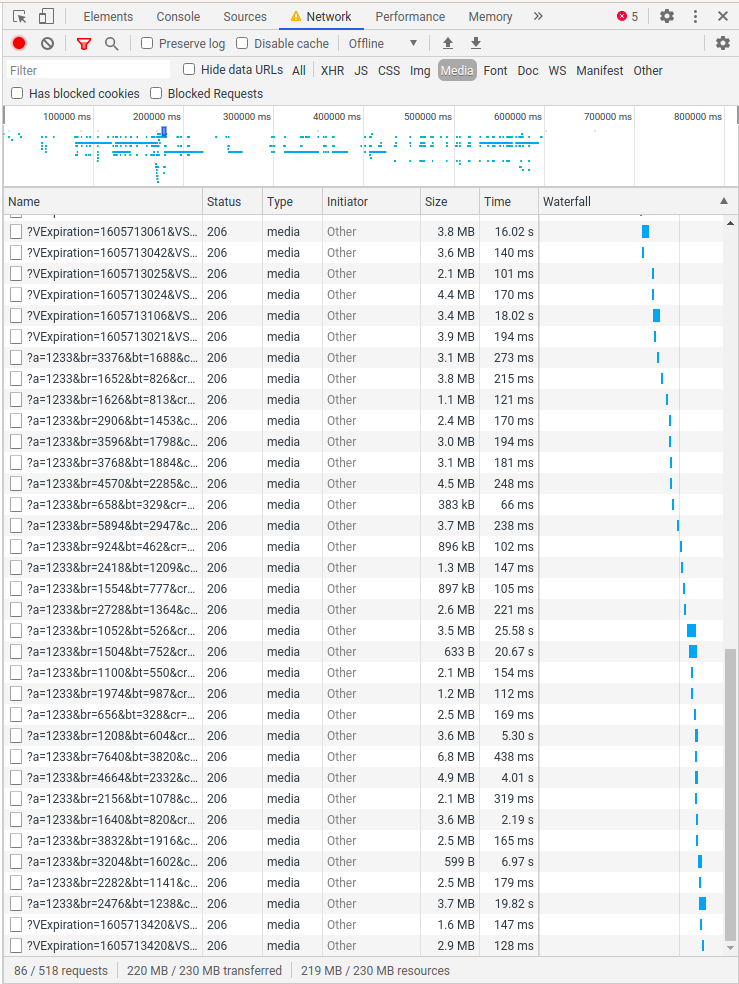 Elements Console Sources Network Performance Memory » 5
Preserve log Disable cache Offline
Filter Hide data URLs All XHR JS CSS Img Media Font Doc WS Manifest Other
Has blocked cookies Blocked Requests
100000 ms 200000 ms 300000 ms 400000 ms 500000 ms 600000 ms 700000 ms 800000 ms
Name Status Type Initiator Size Time Waterfall
?VExpiration=1605713061&VS... 206 media Other 3.8 MB 16.02 s
?VExpiration=1605713042&VS... 206 media Other 3.6 MB 140 ms
?VExpiration=1605713025&VS... 206 media Other 2.1 MB 101 ms
?VExpiration=1605713024&VS... 206 media Other 4.4 MB 170 ms
?VExpiration=1605713106&VS... 206 media Other 3.4 MB 18.02 s
?VExpiration=1605713021&VS... 206 media Other 3.9 MB 194 ms
?a=1233&br=3376&bt=1688&c... 206 media Other 3.1 MB 273 ms
?a=1233&br=1652&bt=826&cr... 206 media Other 3.8 MB 215 ms
?a=1233&br=1626&bt=813&cr... 206 media Other 1.1 MB 121 ms
?a=1233&br=2906&bt=1453&c... 206 media Other 2.4 MB 170 ms
?a=1233&br=3596&bt=1798&c... 206 media Other 3.0 MB 194 ms
?a=1233&br=3768&bt=1884&c... 206 media Other 3.1 MB 181 ms
?a=1233&br=4570&bt=2285&c... 206 media Other 4.5 MB 248 ms
?a=1233&br=658&bt=329&cr=... 206 media Other 383 kB 66 ms
?a=1233&br=5894&bt=2947&c... 206 media Other 3.7 MB 238 ms
?a=1233&br=924&bt=462&cr=... 206 media Other 896 kB 102 ms
?a=1233&br=2418&bt=1209&c... 206 media Other 1.3 MB 147 ms
?a=1233&br=1554&bt=777&cr... 206 media Other 897 kB 105 ms
?a=1233&br=2728&bt=1364&c... 206 media Other 2.6 MB 221 ms
?a=1233&br=1052&bt=526&cr... 206 media Other 3.5 MB 25.58 s
?a=1233&br=1504&bt=752&cr... 206 media Other 633 B 20.67 s
?a=1233&br=1100&bt=550&cr... 206 media Other 2.1 MB 154 ms
?a=1233&br=1974&bt=987&cr... 206 media Other 1.2 MB 112 ms
?a=1233&br=656&bt=328&cr=... 206 media Other 2.5 MB 169 ms
?a=1233&br=1208&bt=604&cr... 206 media Other 3.6 MB 5.30 s
?a=1233&br=7640&bt=3820&c... 206 media Other 6.8 MB 438 ms
?a=1233&br=4664&bt=2332&c... 206 media Other 4.9 MB 4.01 s
?a=1233&br=2156&bt=1078&c... 206 media Other 2.1 MB 319 ms
?a=1233&br=1640&bt=820&cr... 206 media Other 3.6 MB 2.19 s
?a=1233&br=3832&bt=1916&c... 206 media Other 2.5 MB 165 ms
?a=1233&br=3204&bt=1602&c... 206 media Other 599 B 6.97 s
?a=1233&br=2282&bt=1141&c... 206 media Other 2.5 MB 179 ms
?a=1233&br=2476&bt=1238&c... 206 media Other 3.7 MB 19.82 s
?VExpiration=1605713420&VS... 206 media Other 1.6 MB 147 ms
?VExpiration=1605713420&VS... 206 media Other 2.9 MB 128 ms
86 / 518 requests 220 MB / 230 MB transferred 219 MB / 230 MB resources